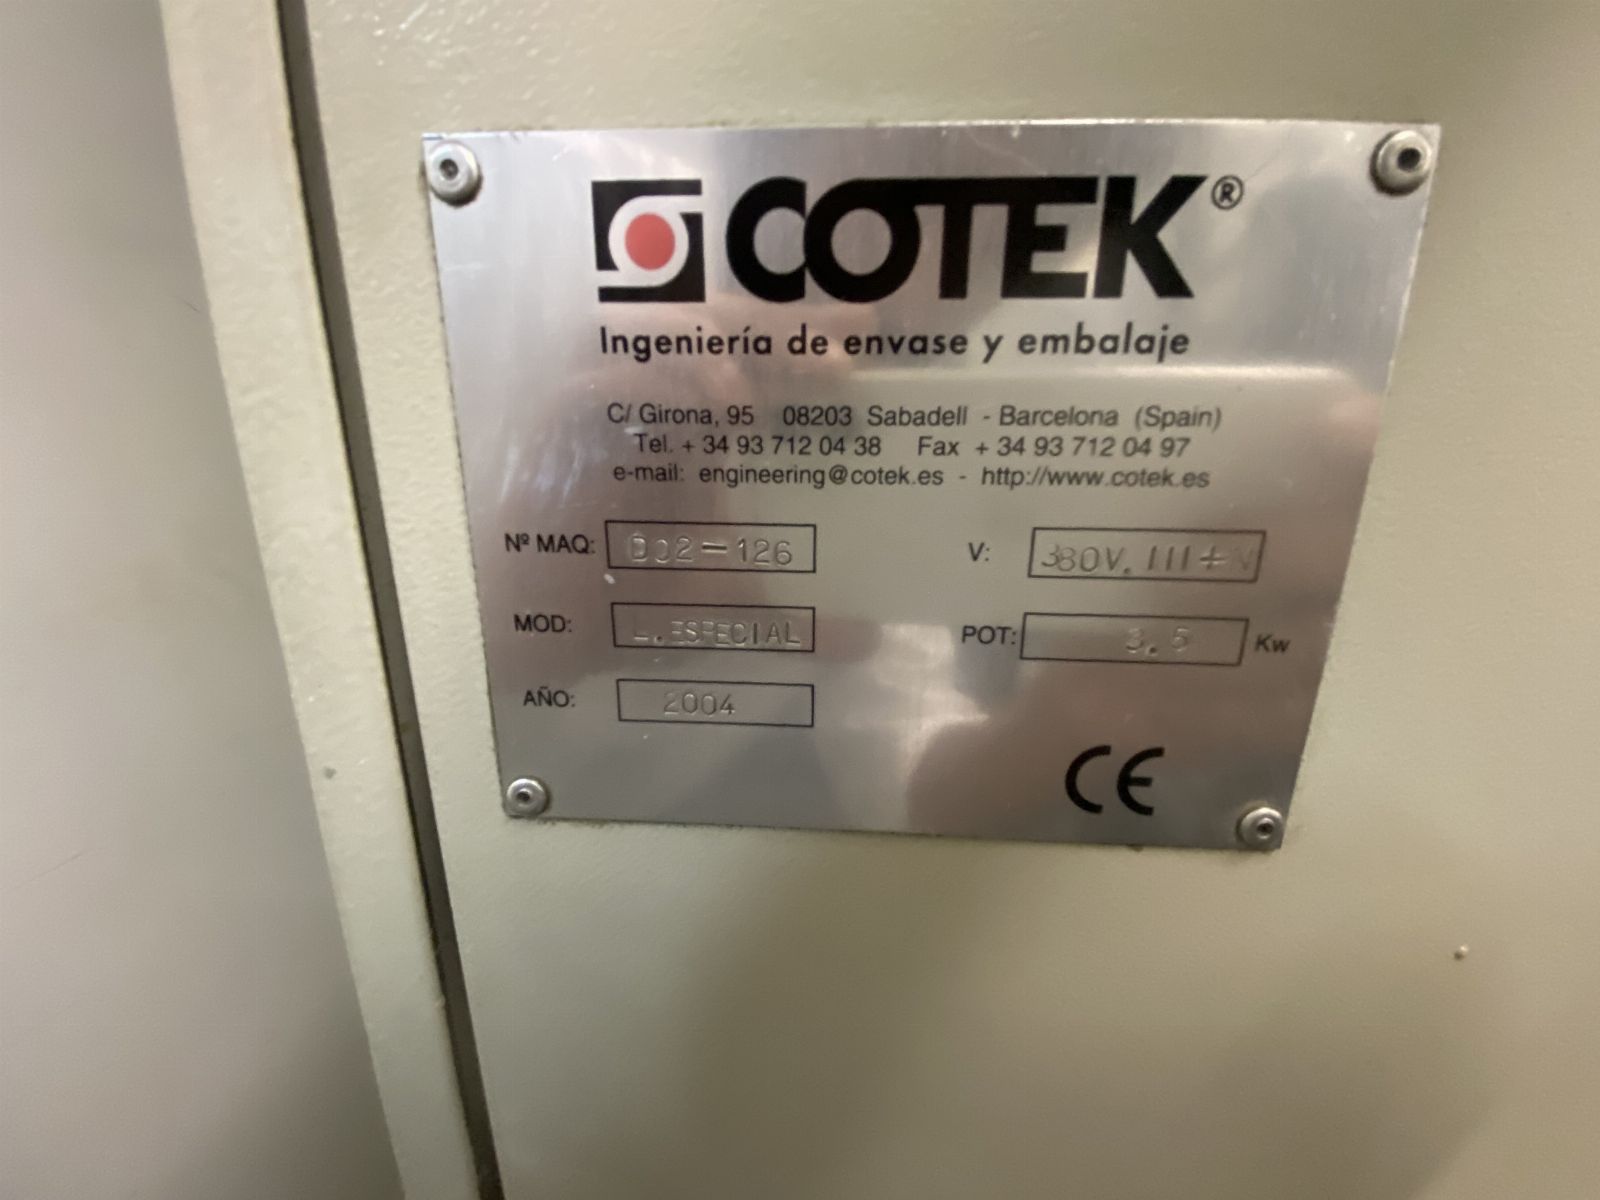 COTEK®
Ingeniería de envase y embalaje
C/ Girona, 95 08203 Sabadell - Barcelona (Spain)
Tel. + 34 93 712 04 38 Fax + 34 93 712 04 97
e-mail: engineering@cotek.es - http://www.cotek.es
Nº MAQ: D02-126 V: 380V. III+N
MOD: L.ESPECIAL POT: 3.5 Kw
AÑO: 2004
CE